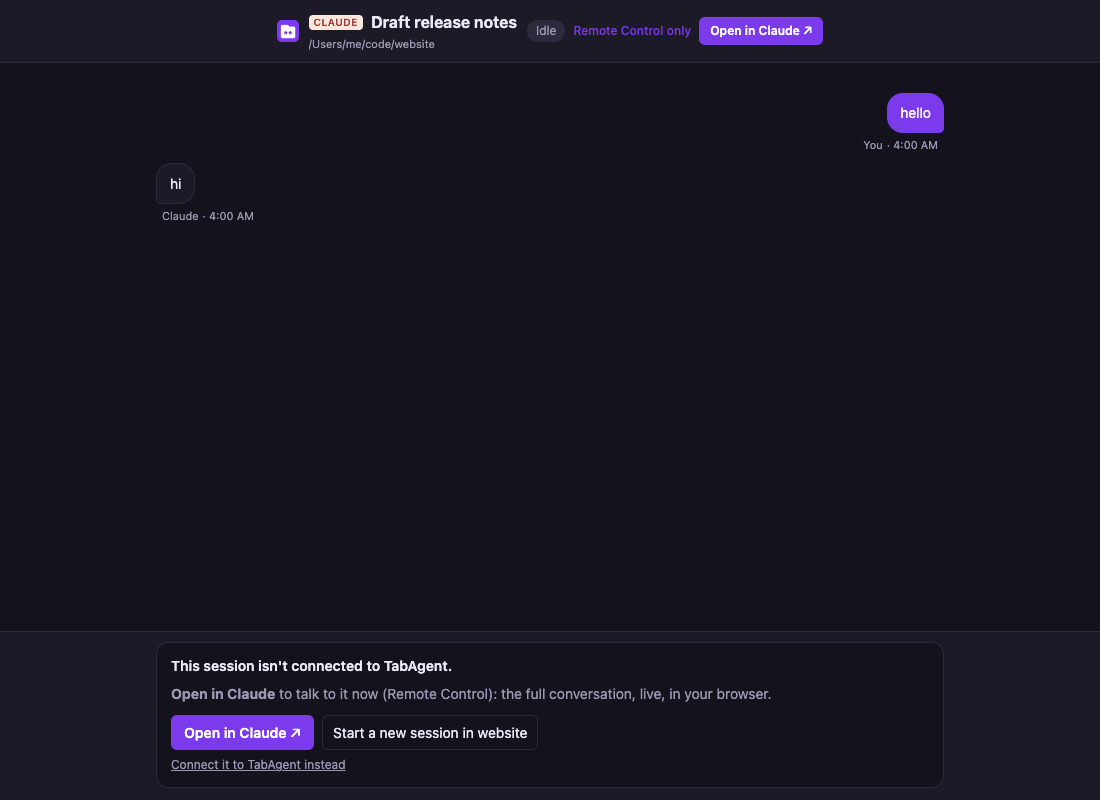 CLAUDE Draft release notes
/Users/me/code/website
Idle
Remote Control only
Open in Claude ↗
hello
You · 4:00 AM
hi
Claude · 4:00 AM
This session isn't connected to TabAgent.
Open in Claude to talk to it now (Remote Control): the full conversation, live, in your browser.
Open in Claude ↗
Start a new session in website
Connect it to TabAgent instead